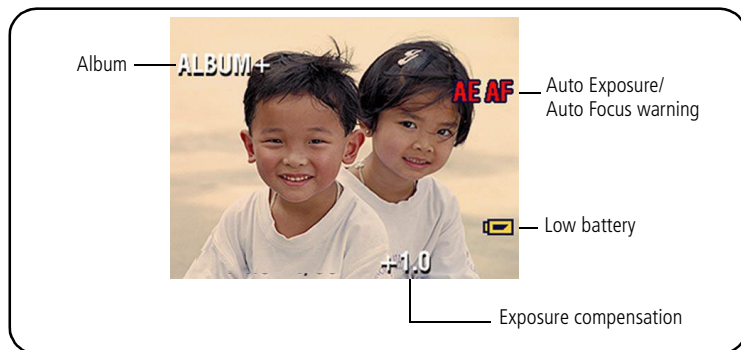 Album
ALBUM+
AE AF
Auto Exposure/
Auto Focus warning
Low battery
+1.0
Exposure compensation